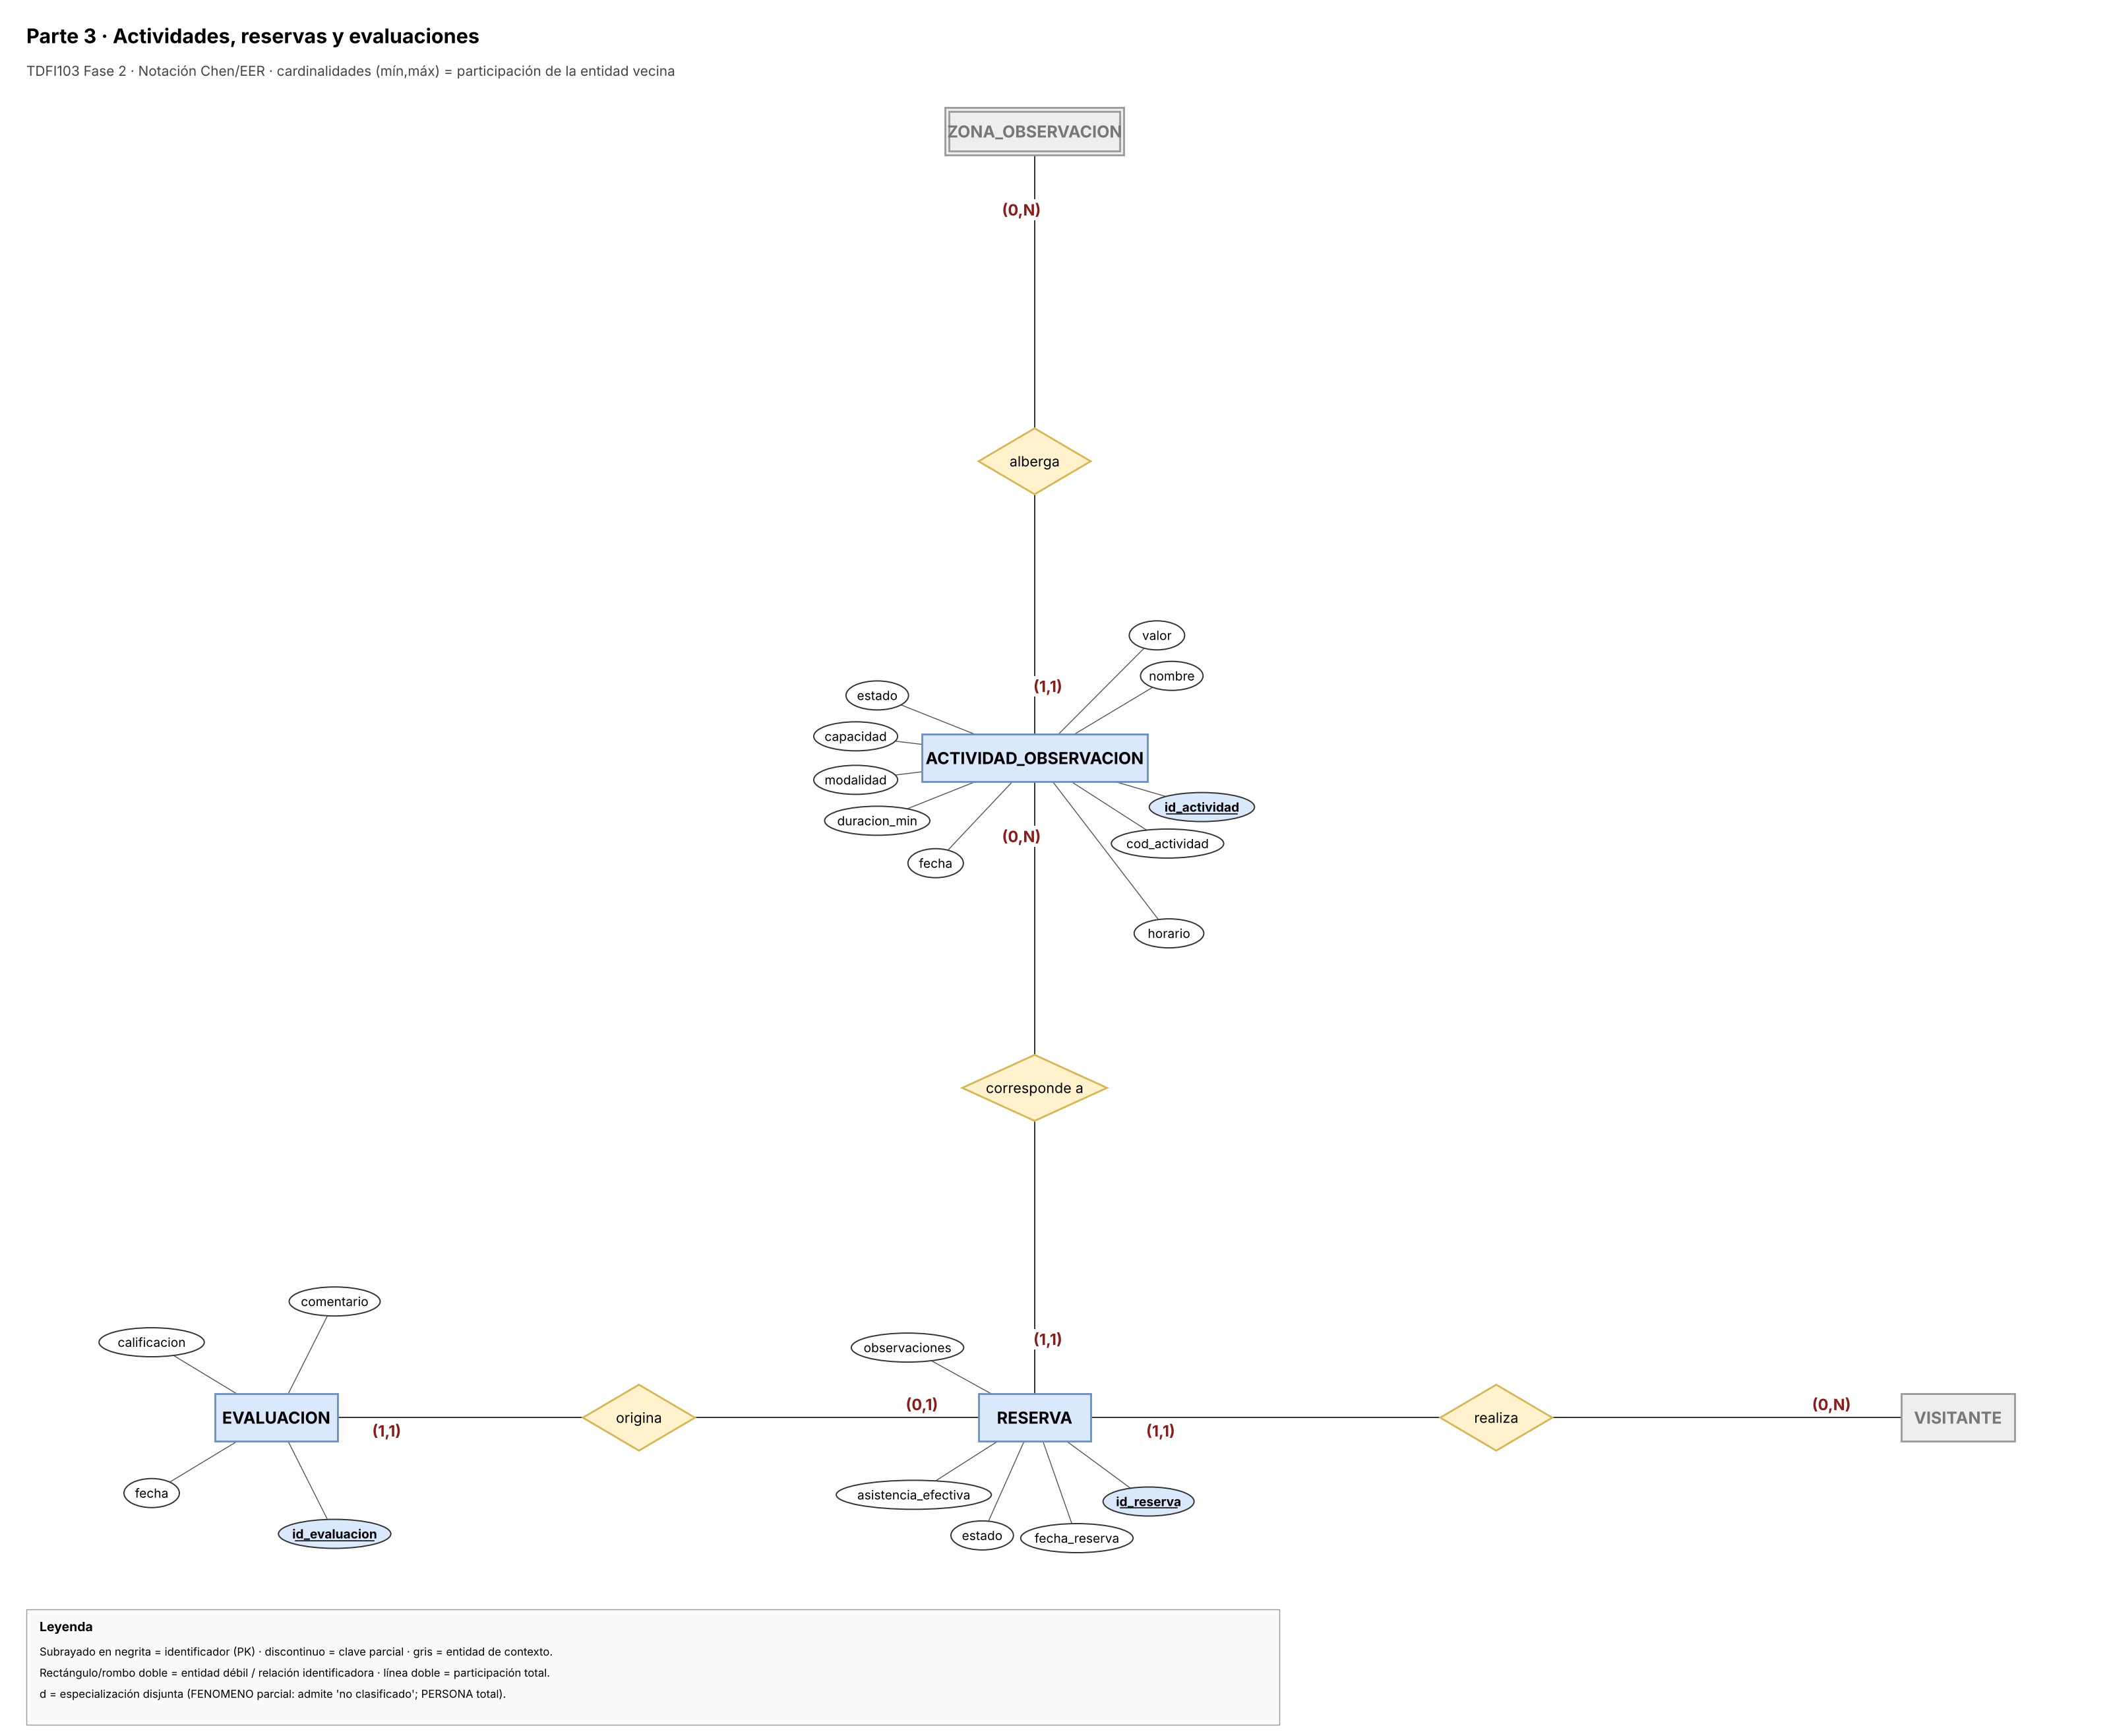 Parte 3 · Actividades, reservas y evaluaciones
TDFI103 Fase 2 · Notación Chen/EER · cardinalidades (mín,máx) = participación de la entidad vecina
ZONA_OBSERVACION
(0,N)
alberga
valor
nombre
(1,1)
estado
capacidad
ACTIVIDAD_OBSERVACION
modalidad
id_actividad
duracion_min
(0,N)
cod_actividad
fecha
horario
corresponde a
comentario
calificacion
(1,1)
observaciones
(0,1)
(0,N)
EVALUACION
origina
RESERVA
realiza
VISITANTE
(1,1)
(1,1)
fecha
asistencia_efectiva
id_reserva
id_evaluacion
estado
fecha_reserva
Leyenda
Subrayado en negrita = identificador (PK) · discontinuo = clave parcial · gris = entidad de contexto.
Rectángulo/rombo doble = entidad débil / relación identificadora · línea doble = participación total.
d = especialización disjunta (FENOMENO parcial: admite 'no clasificado'; PERSONA total).